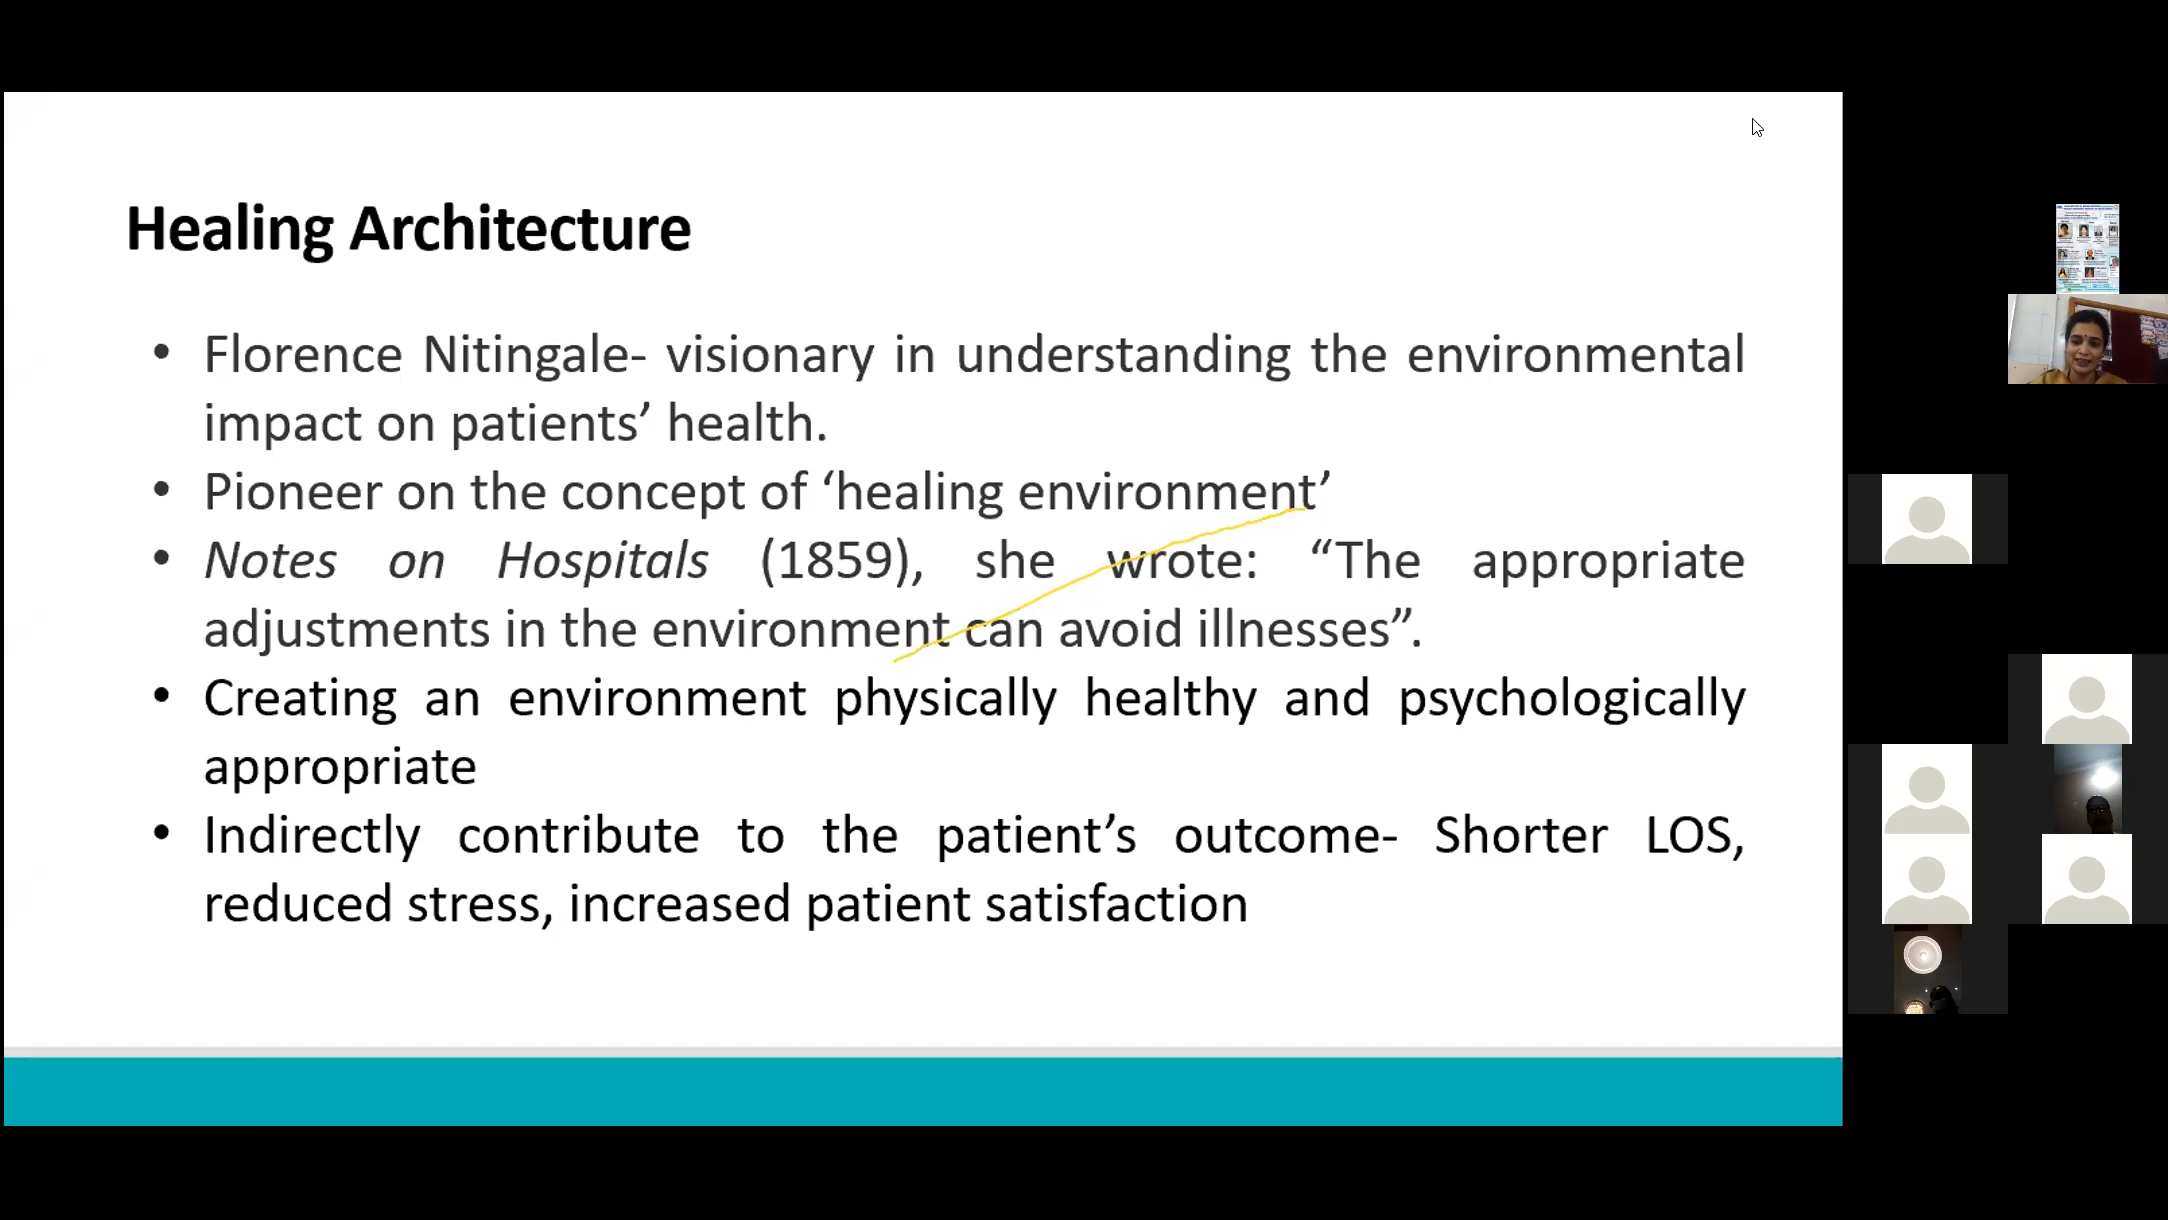 Healing Architecture
• Florence Nitingale- visionary in understanding the environmental
impact on patients’ health.
• Pioneer on the concept of ‘healing environment’
• Notes on Hospitals (1859), she wrote: “The appropriate
adjustments in the environment can avoid illnesses”.
• Creating an environment physically healthy and psychologically
appropriate
• Indirectly contribute to the patient’s outcome- Shorter LOS,
reduced stress, increased patient satisfaction